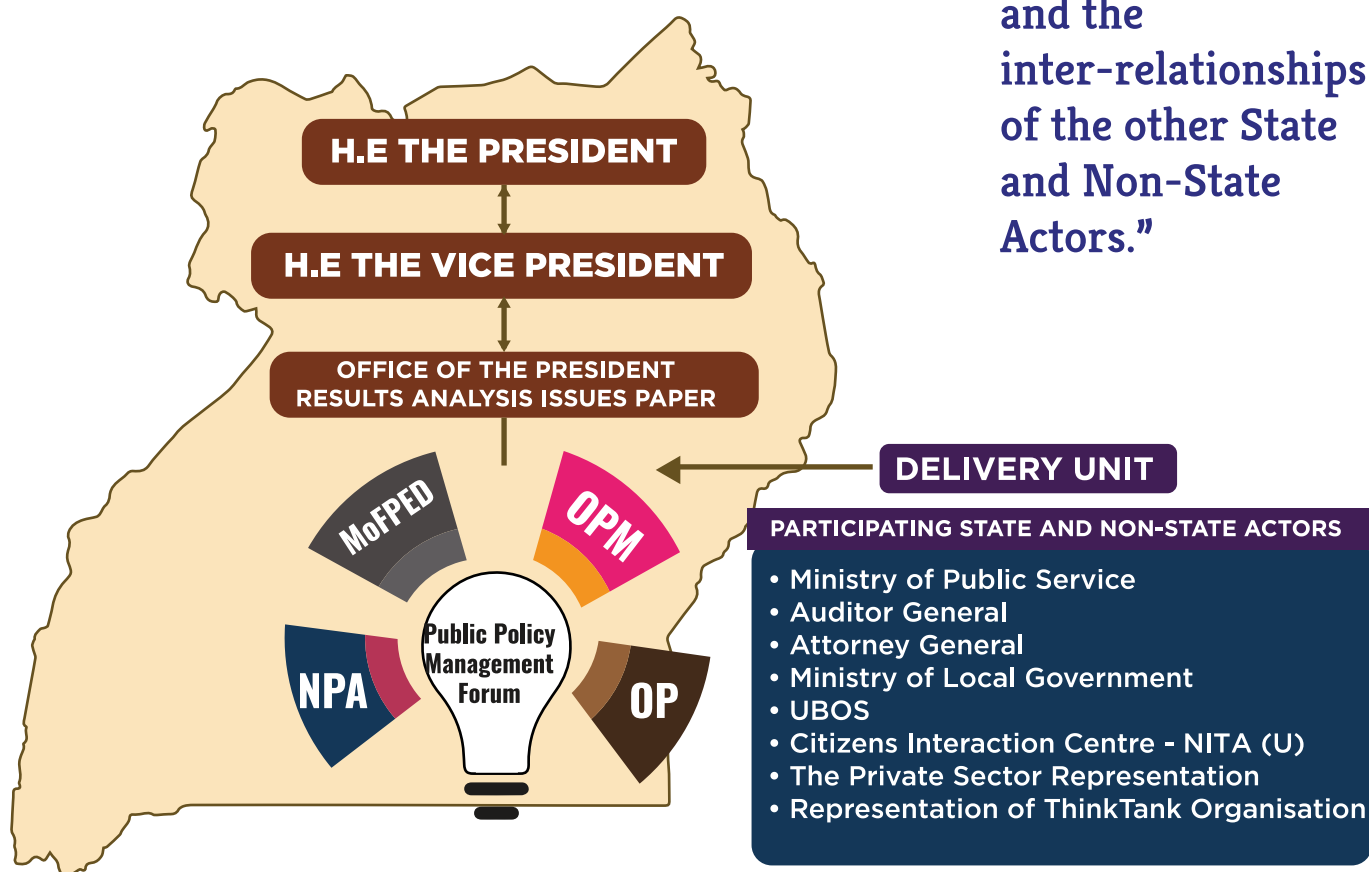 and the
inter-relationships
of the other State
and Non-State
Actors.”
H.E THE PRESIDENT
H.E THE VICE PRESIDENT
OFFICE OF THE PRESIDENT
RESULTS ANALYSIS ISSUES PAPER
MoFPED
OPM
NPA
OP
Public Policy
Management
Forum
DELIVERY UNIT
PARTICIPATING STATE AND NON-STATE ACTORS
• Ministry of Public Service
• Auditor General
• Attorney General
• Ministry of Local Government
• UBOS
• Citizens Interaction Centre - NITA (U)
• The Private Sector Representation
• Representation of ThinkTank Organisation